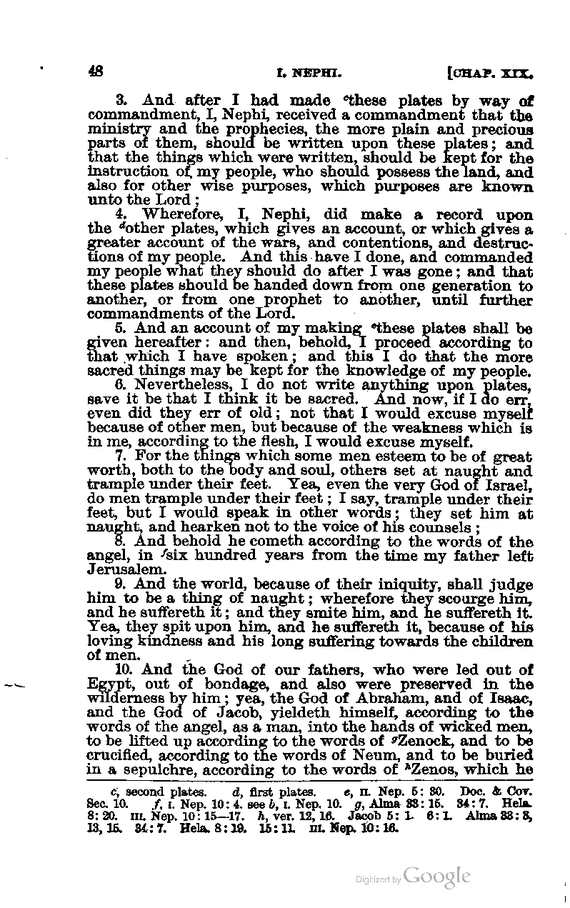 48 I. NEPHI. [CHAP. XIX.
3. And after I had made ᶜthese plates by way of
commandment, I, Nephi, received a commandment that the
ministry and the prophecies, the more plain and precious
parts of them, should be written upon these plates; and
that the things which were written, should be kept for the
instruction of my people, who should possess the land, and
also for other wise purposes, which purposes are known
unto the Lord;
4. Wherefore, I, Nephi, did make a record upon
the ᵈother plates, which gives an account, or which gives a
greater account of the wars, and contentions, and destruc-
tions of my people. And this have I done, and commanded
my people what they should do after I was gone; and that
these plates should be handed down from one generation to
another, or from one prophet to another, until further
commandments of the Lord.
5. And an account of my making ᵉthese plates shall be
given hereafter: and then, behold, I proceed according to
that which I have spoken; and this I do that the more
sacred things may be kept for the knowledge of my people.
6. Nevertheless, I do not write anything upon plates,
save it be that I think it be sacred. And now, if I do err,
even did they err of old; not that I would excuse myself
because of other men, but because of the weakness which is
in me, according to the flesh, I would excuse myself.
7. For the things which some men esteem to be of great
worth, both to the body and soul, others set at naught and
trample under their feet. Yea, even the very God of Israel,
do men trample under their feet; I say, trample under their
feet, but I would speak in other words; they set him at
naught, and hearken not to the voice of his counsels;
8. And behold he cometh according to the words of the
angel, in ᶠsix hundred years from the time my father left
Jerusalem.
9. And the world, because of their iniquity, shall judge
him to be a thing of naught; wherefore they scourge him,
and he suffereth it; and they smite him, and he suffereth it.
Yea, they spit upon him, and he suffereth it, because of his
loving kindness and his long suffering towards the children
of men.
10. And the God of our fathers, who were led out of
Egypt, out of bondage, and also were preserved in the
wilderness by him; yea, the God of Abraham, and of Isaac,
and the God of Jacob, yieldeth himself, according to the
words of the angel, as a man, into the hands of wicked men,
to be lifted up according to the words of ᵍZenock, and to be
crucified, according to the words of Neum, and to be buried
in a sepulchre, according to the words of ʰZenos, which he
c, second plates. d, first plates. e, II. Nep. 5: 30. Doc. & Cov.
Sec. 10. f, I. Nep. 10: 4. see b, I. Nep. 10. g, Alma 33: 15. 34: 7. Hela.
8: 20. III. Nep. 10: 15—17. h, ver. 12, 16. Jacob 5: 1. 6: 1. Alma 33: 3,
13, 15. 34: 7. Hela. 8: 19. 15: 11. III. Nep. 10: 16.
Digitized by Google